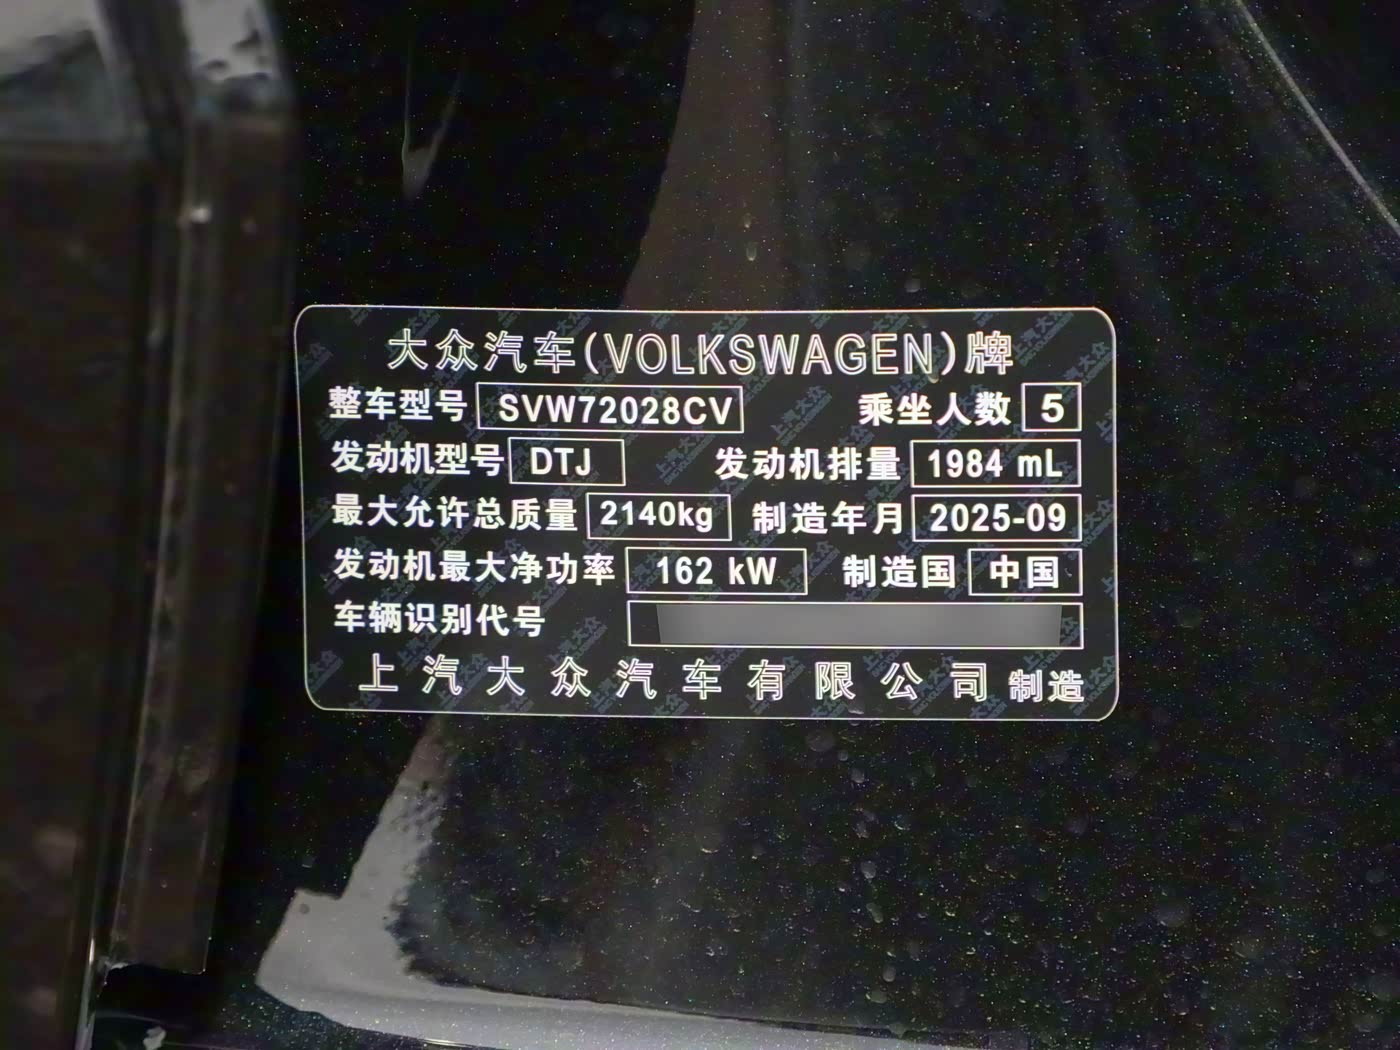 大众汽车(VOLKSWAGEN)牌
整车型号 SVW72028CV 乘坐人数 5
发动机型号 DTJ 发动机排量 1984 mL
最大允许总质量 2140kg 制造年月 2025-09
发动机最大净功率 162 kW 制造国 中国
车辆识别代号
上汽大众汽车有限公司 制造